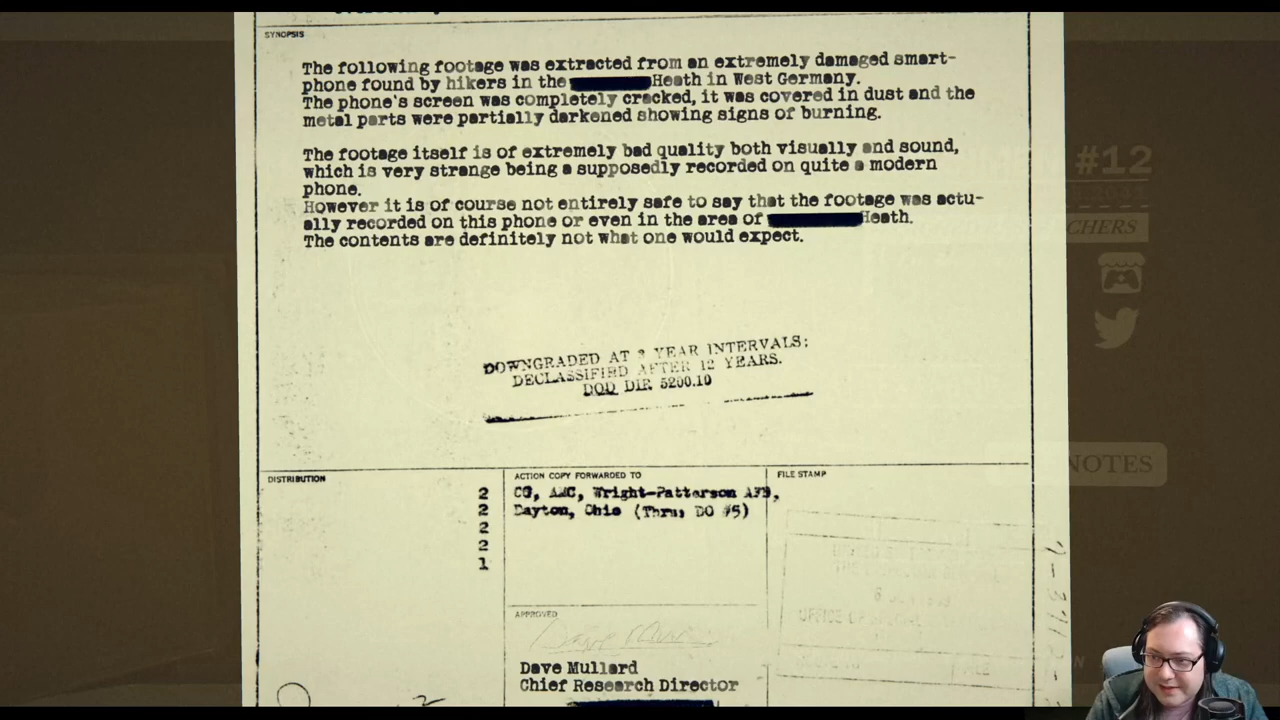 SYNOPSIS
The following footage was extracted from an extremely damaged smart-
phone found by hikers in the Heath in West Germany.
The phone's screen was completely cracked, it was covered in dust and the
metal parts were partially darkened showing signs of burning.
The footage itself is of extremely bad quality both visually and sound,
which is very strange being a supposedly recorded on quite a modern
phone.
However it is of course not entirely safe to say that the footage was actu-
ally recorded on this phone or even in the area of Heath.
The contents are definitely not what one would expect.
#12
CHERS
DOWNGRADED AT 3 YEAR INTERVALS;
DECLASSIFIED AFTER 12 YEARS.
DOD DIR 5200.10
NOTES
DISTRIBUTION
2
2
2
2
1
ACTION COPY FORWARDED TO
CG, AMC, Wright-Patterson AFB,
Dayton, Ohio (Thru: DO #5)
FILE STAMP
APPROVED
Dave Mullard
Chief Research Director